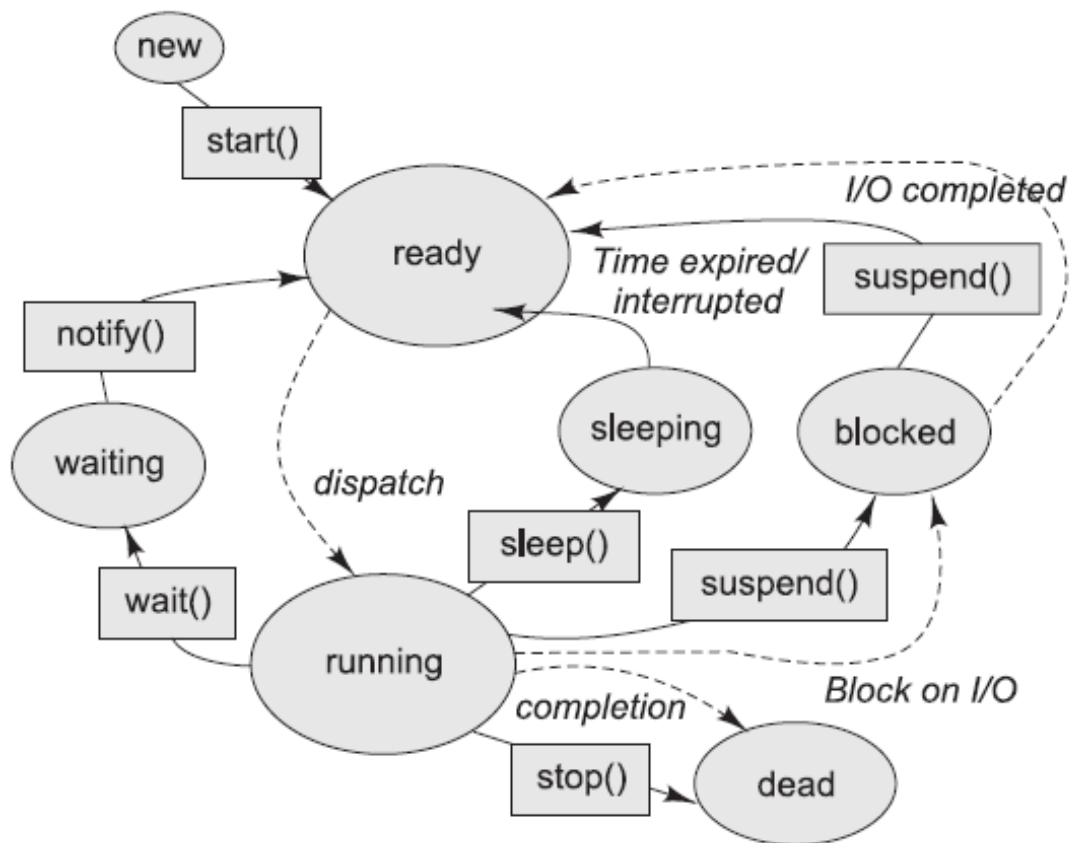 new
start()
I/O completed
ready
Time expired/
interrupted
suspend()
notify()
sleeping
blocked
waiting
dispatch
sleep()
suspend()
wait()
running
Block on I/O
completion
stop()
dead